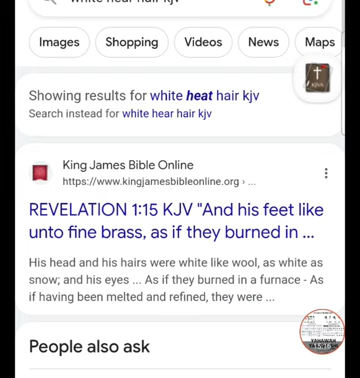 white hear hair kjv
Images
Shopping
Videos
News
Maps
Showing results for white heat hair kjv
Search instead for white hear hair kjv
King James Bible Online
https://www.kingjamesbibleonline.org › ...
REVELATION 1:15 KJV "And his feet like
unto fine brass, as if they burned in ...
His head and his hairs were white like wool, as white as
snow; and his eyes ... As if they burned in a furnace - As
if having been melted and refined, they were ...
YAHAWAH
People also ask